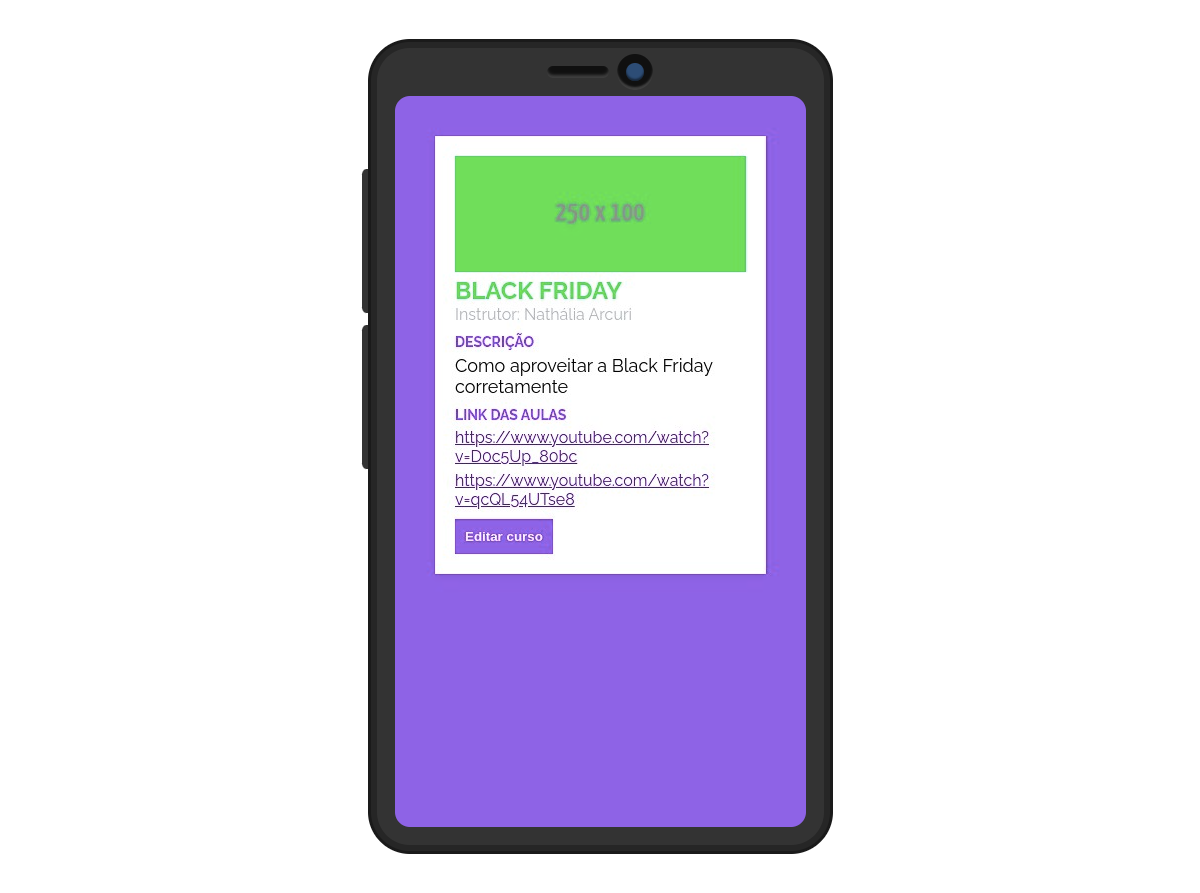 250 x 100
BLACK FRIDAY
Instrutor: Nathália Arcuri
DESCRIÇÃO
Como aproveitar a Black Friday
corretamente
LINK DAS AULAS
https://www.youtube.com/watch?
v=D0c5Up_80bc
https://www.youtube.com/watch?
v=qcQL54UTse8
Editar curso